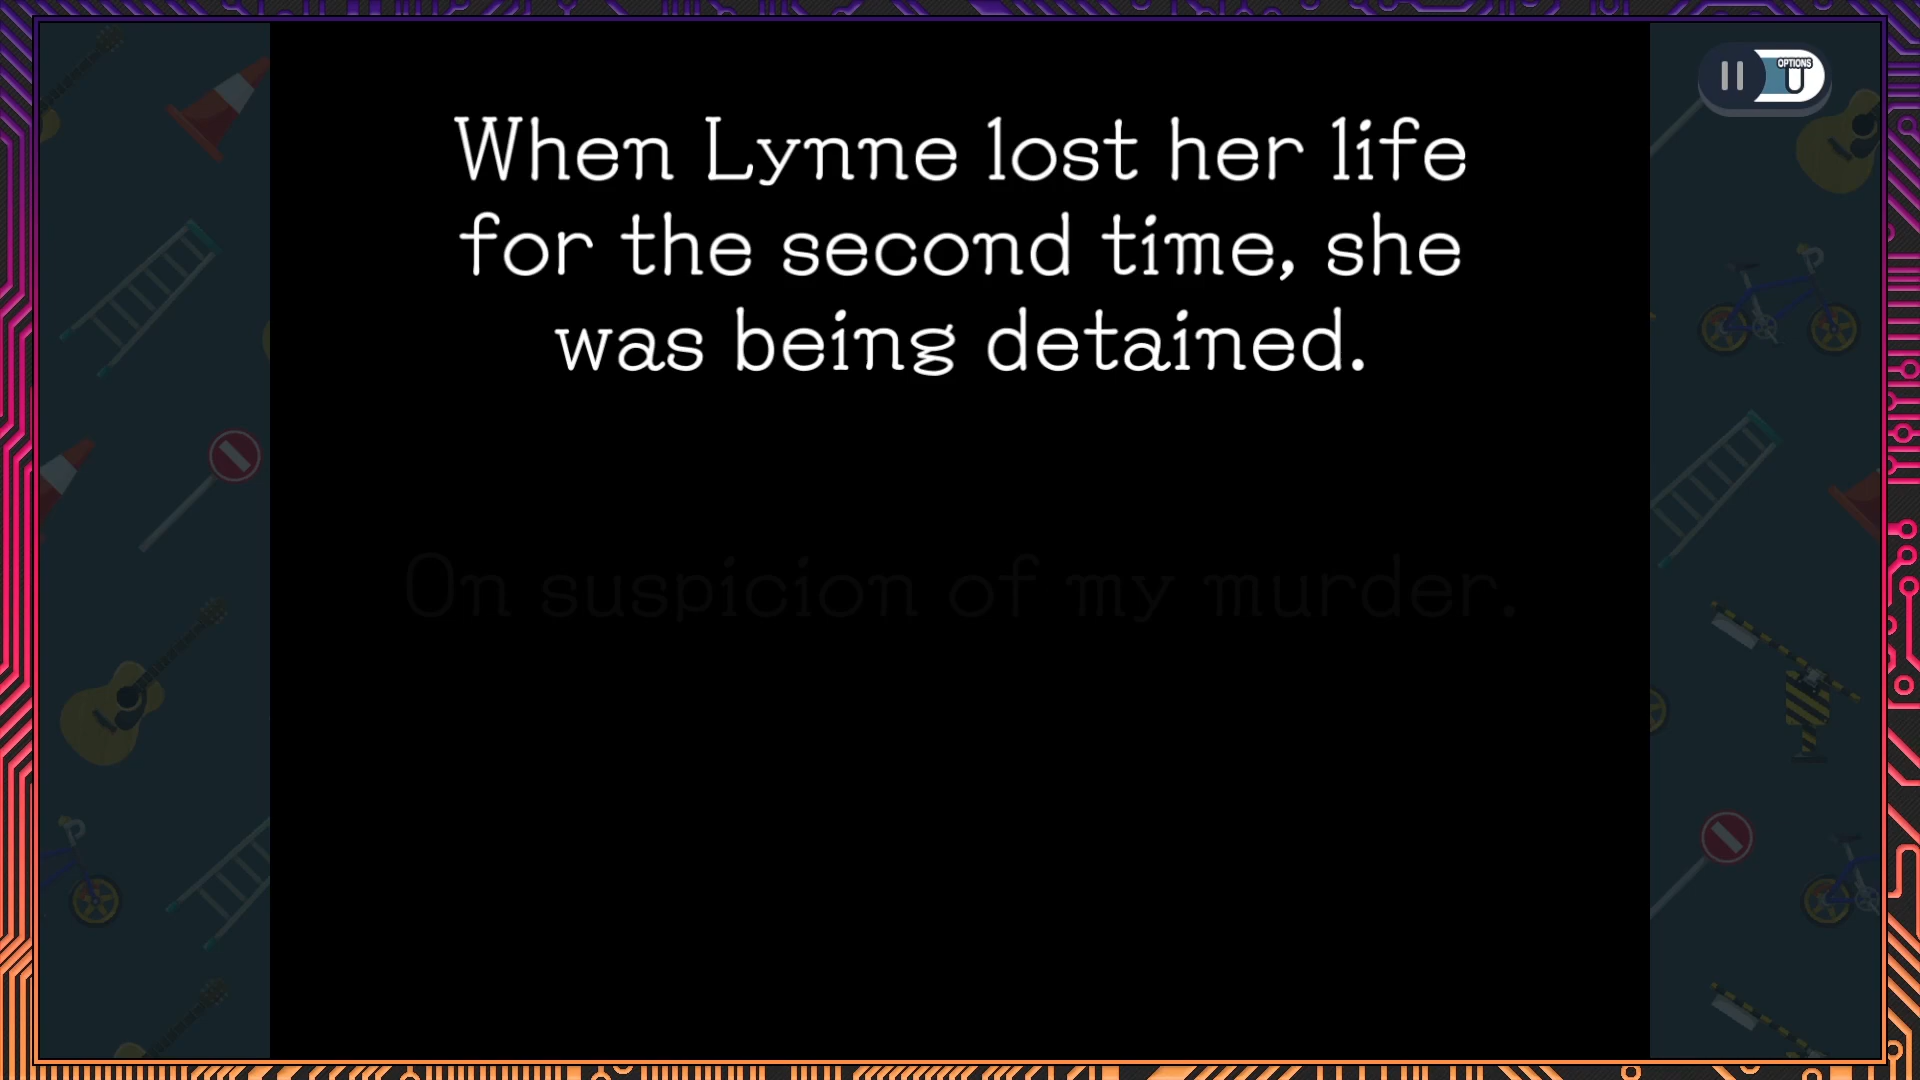 OPTIONS
When Lynne lost her life
for the second time, she
was being detained.
On suspicion of my murder.